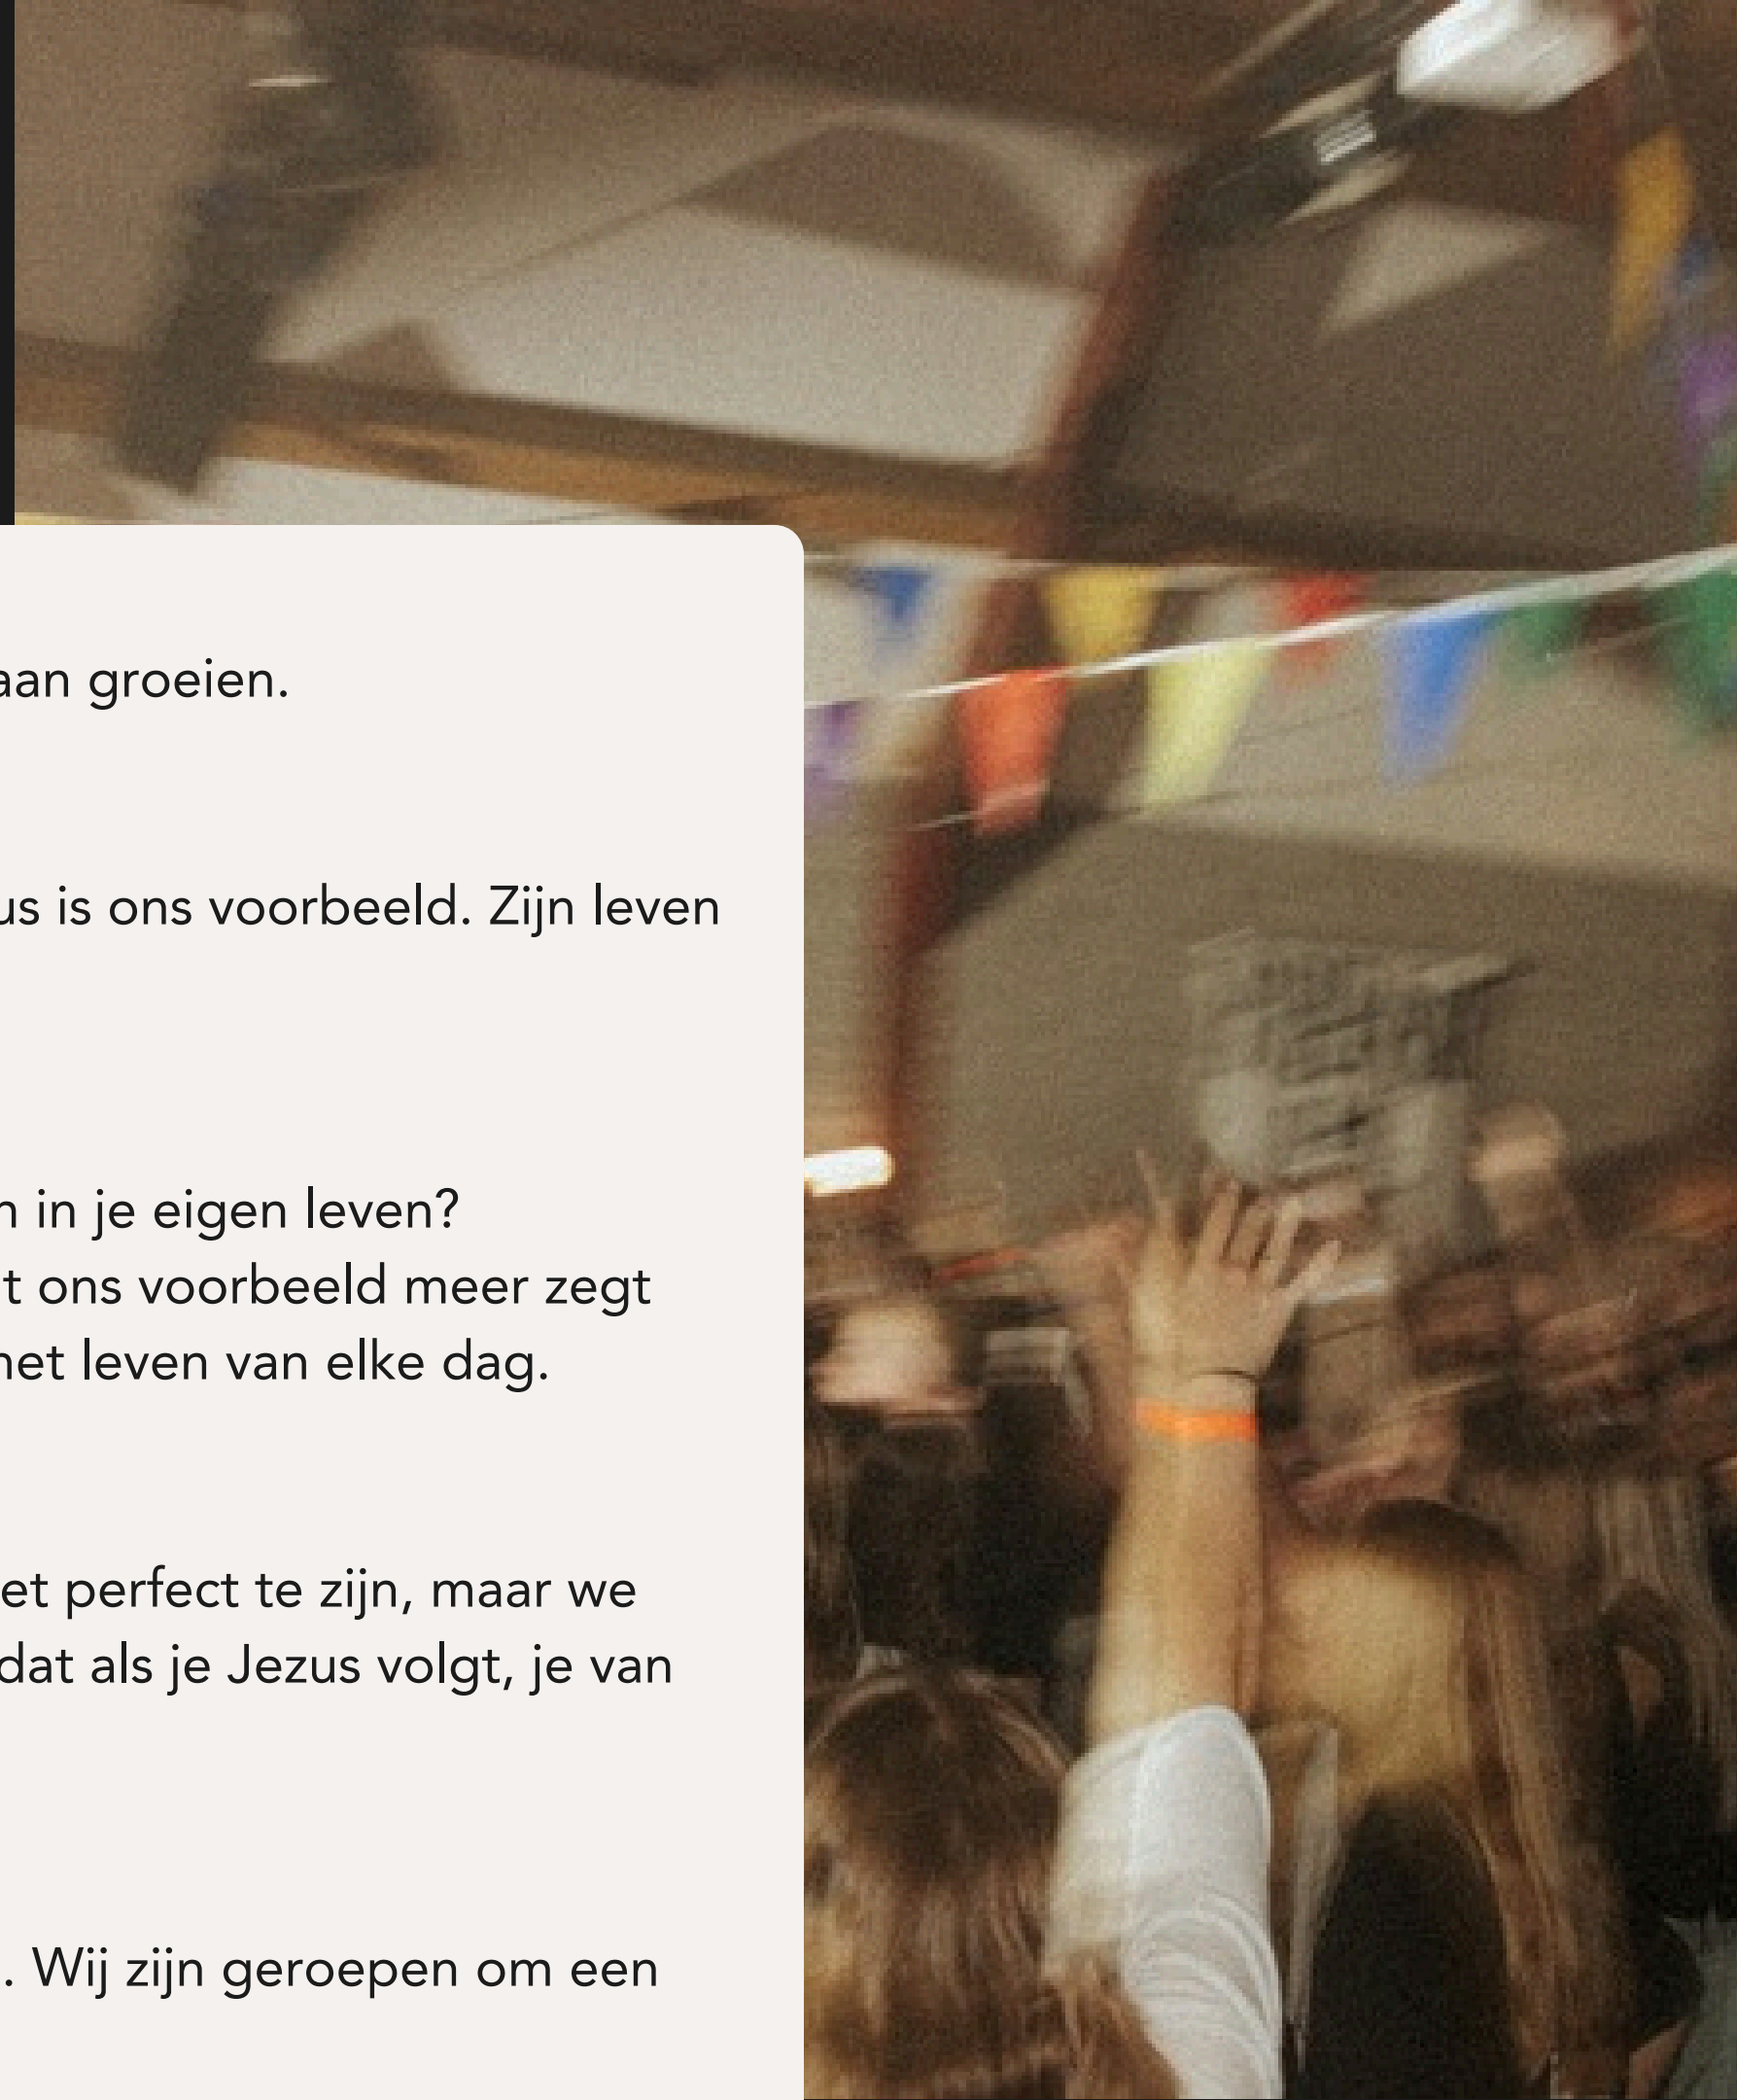 aan groeien.
us is ons voorbeeld. Zijn leven
in je eigen leven?
t ons voorbeeld meer zegt
het leven van elke dag.
et perfect te zijn, maar we
dat als je Jezus volgt, je van
. Wij zijn geroepen om een